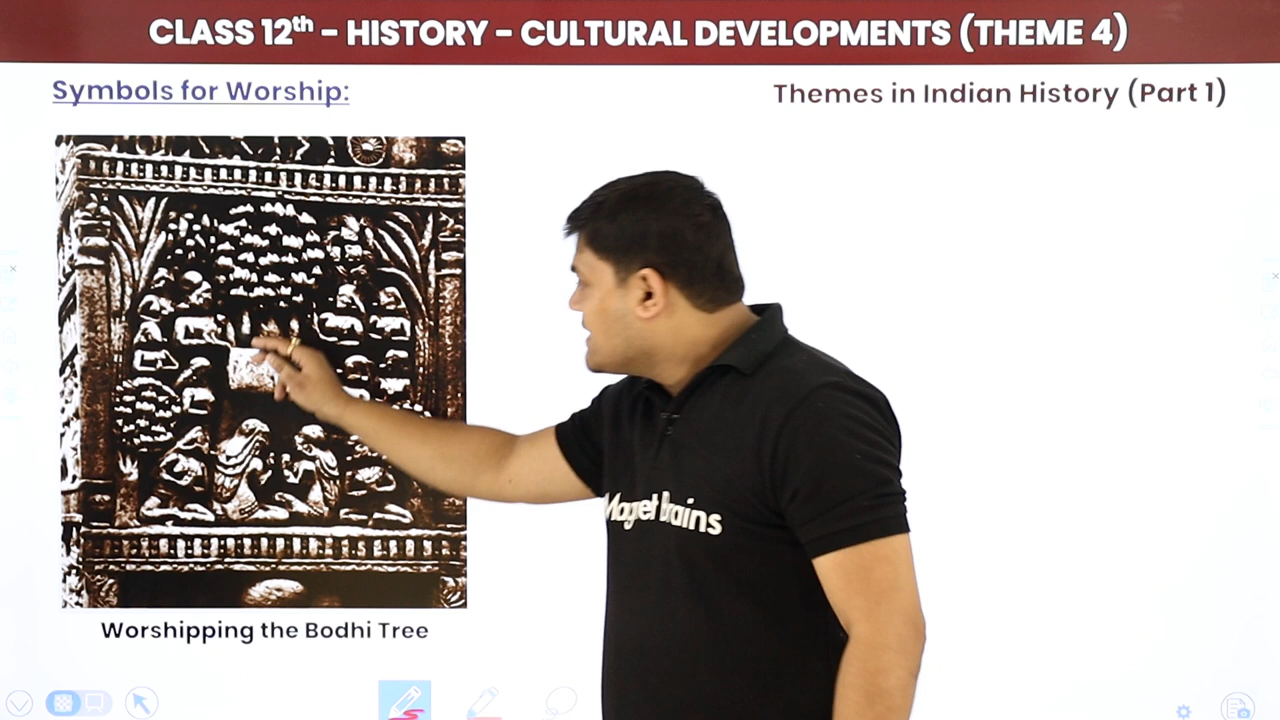 CLASS 12th - HISTORY - CULTURAL DEVELOPMENTS (THEME 4)
Symbols for Worship:
Themes in Indian History (Part 1)
Magnet Brains
Worshipping the Bodhi Tree